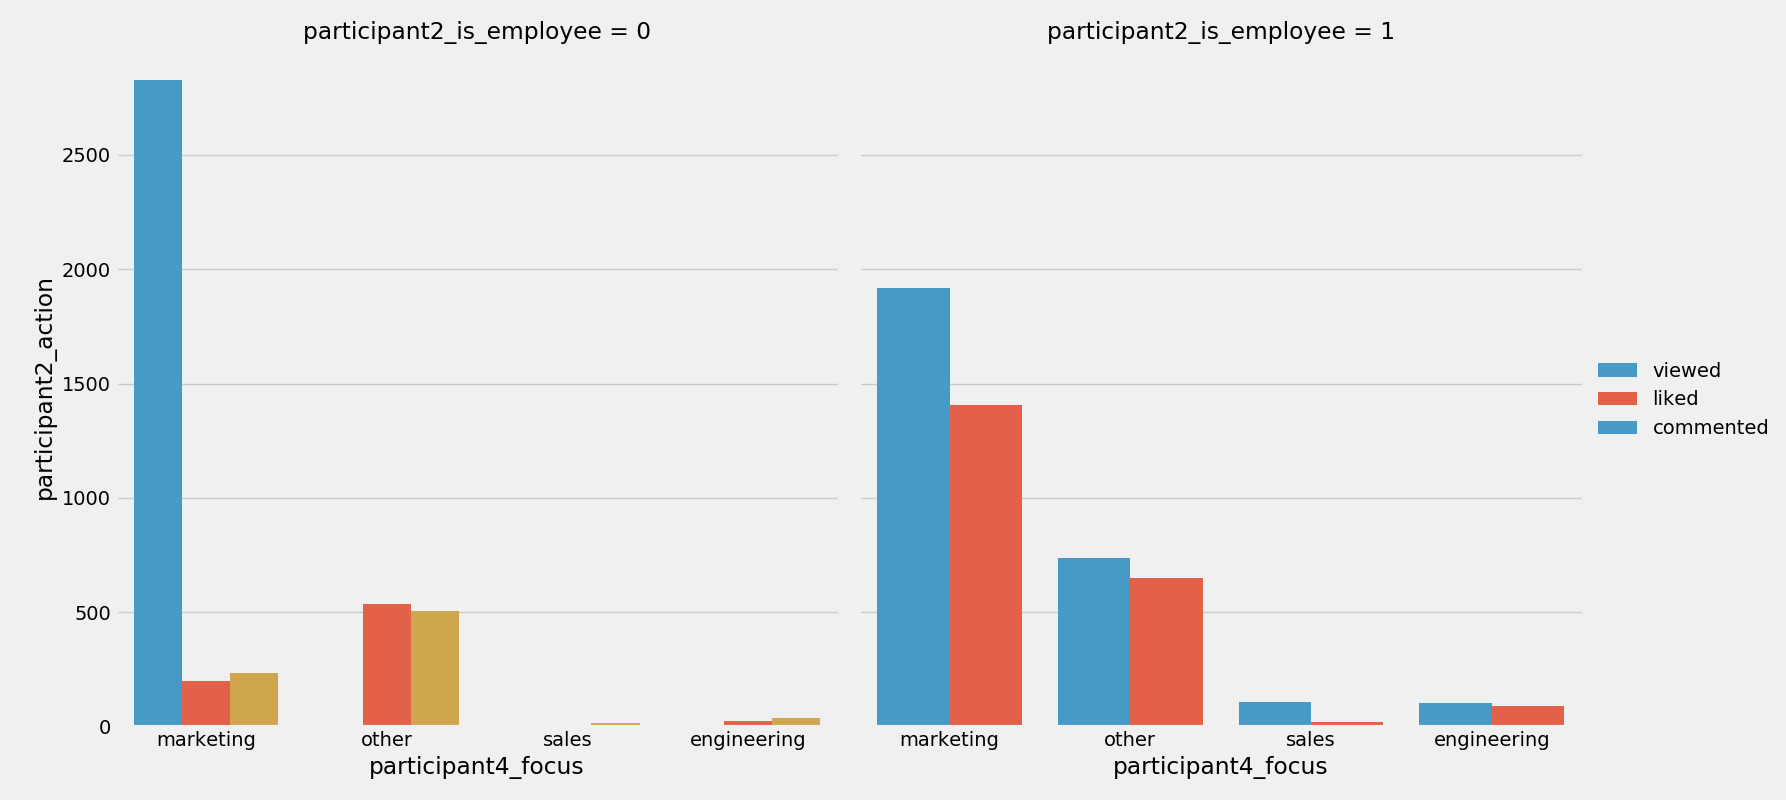 participant2_is_employee = 0
participant2_is_employee = 1
participant2_action
2500
2000
1500
1000
500
0
marketing other sales engineering
marketing other sales engineering
participant4_focus
participant4_focus
viewed
liked
commented